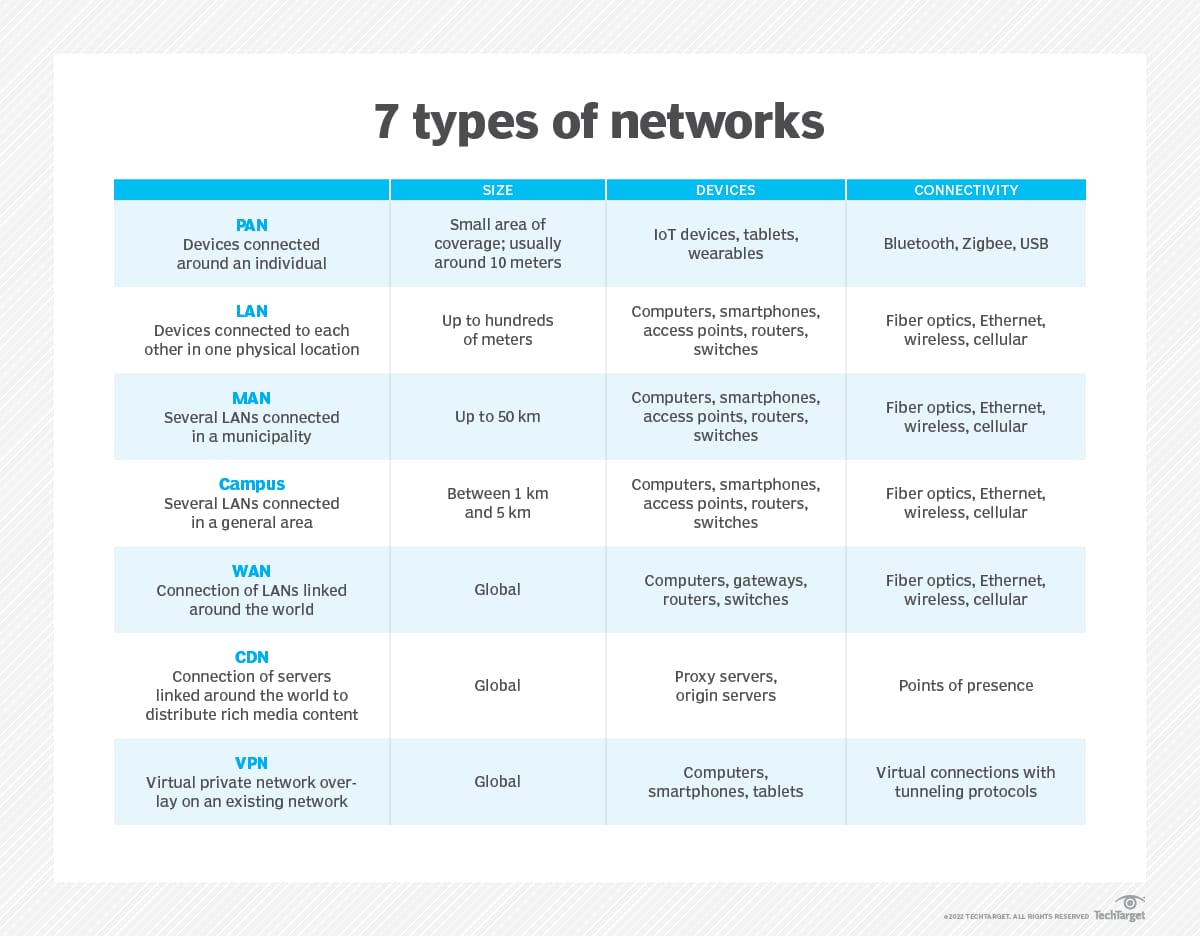 7 types of networks
SIZE
DEVICES
CONNECTIVITY
PAN
Devices connected
around an individual
Small area of
coverage; usually
around 10 meters
IoT devices, tablets,
wearables
Bluetooth, Zigbee, USB
LAN
Devices connected to each
other in one physical location
Up to hundreds
of meters
Computers, smartphones,
access points, routers,
switches
Fiber optics, Ethernet,
wireless, cellular
MAN
Several LANs connected
in a municipality
Up to 50 km
Computers, smartphones,
access points, routers,
switches
Fiber optics, Ethernet,
wireless, cellular
Campus
Several LANs connected
in a general area
Between 1 km
and 5 km
Computers, smartphones,
access points, routers,
switches
Fiber optics, Ethernet,
wireless, cellular
WAN
Connection of LANs linked
around the world
Global
Computers, gateways,
routers, switches
Fiber optics, Ethernet,
wireless, cellular
CDN
Connection of servers
linked around the world to
distribute rich media content
Global
Proxy servers,
origin servers
Points of presence
VPN
Virtual private network over-
lay on an existing network
Global
Computers,
smartphones, tablets
Virtual connections with
tunneling protocols
©2022 TECHTARGET. ALL RIGHTS RESERVED
TechTarget